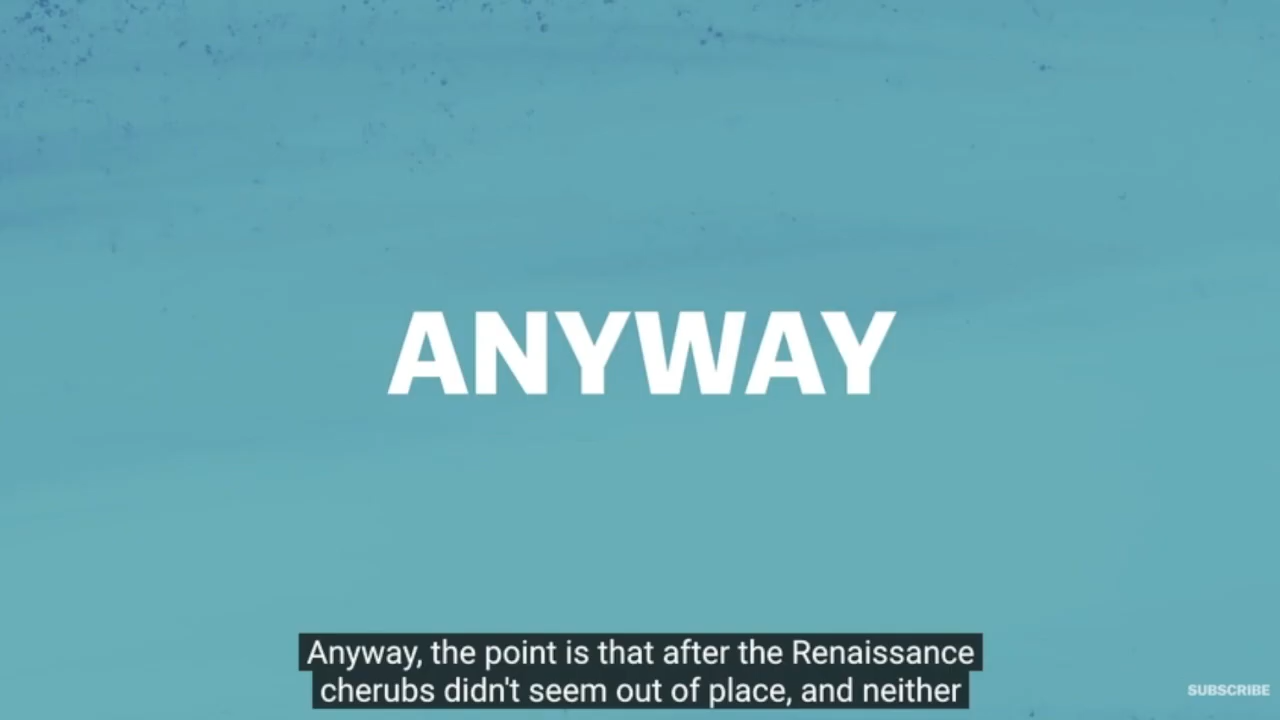 ANYWAY
Anyway, the point is that after the Renaissance
cherubs didn't seem out of place, and neither
SUBSCRIBE